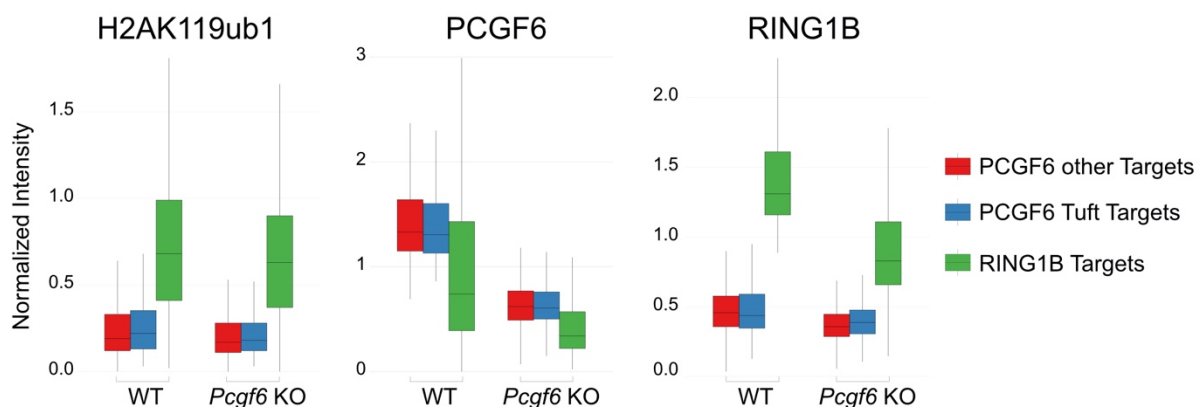 H2AK119ub1
Normalized Intensity
1.5
1.0
0.5
0.0
WT
Pcgf6 KO
PCGF6
3
2
1
0
WT
Pcgf6 KO
RING1B
2.0
1.5
1.0
0.5
0.0
WT
Pcgf6 KO
PCGF6 other Targets
PCGF6 Tuft Targets
RING1B Targets